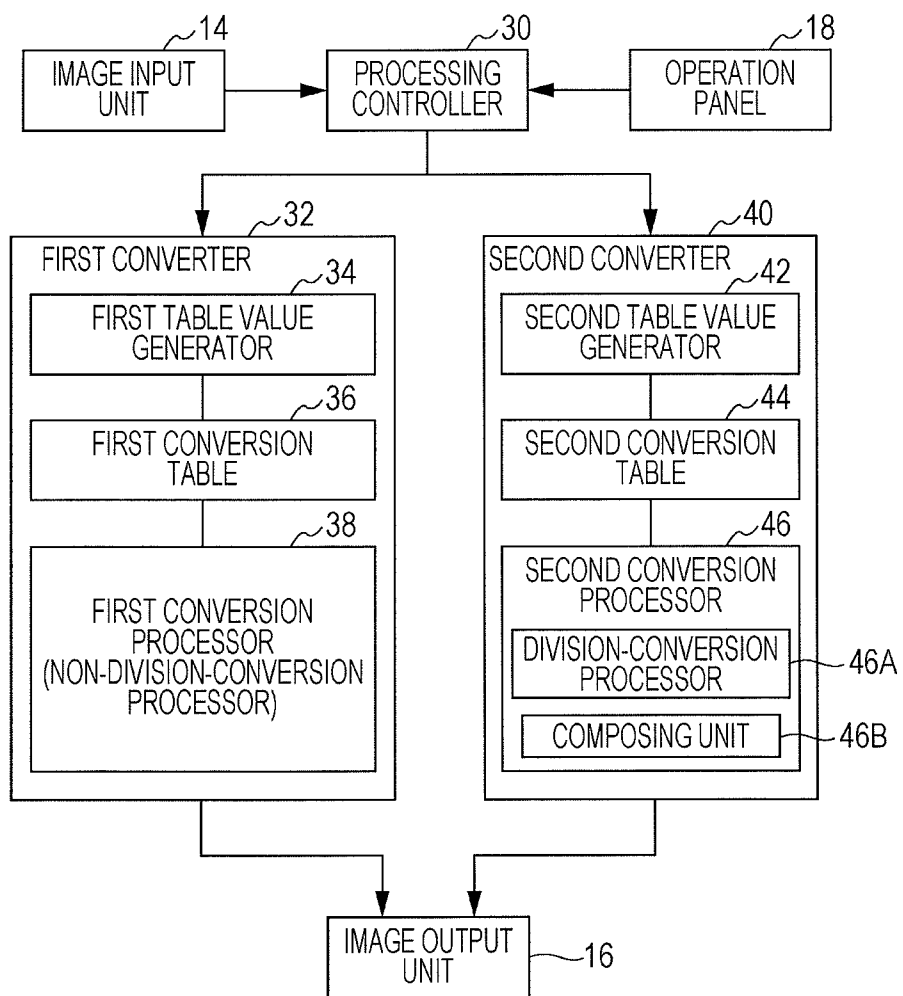 14
30
18
IMAGE INPUT
UNIT
PROCESSING
CONTROLLER
OPERATION
PANEL
32
FIRST CONVERTER
34
FIRST TABLE VALUE
GENERATOR
36
FIRST CONVERSION
TABLE
38
FIRST CONVERSION
PROCESSOR
(NON-DIVISION-CONVERSION
PROCESSOR)
40
SECOND CONVERTER
42
SECOND TABLE VALUE
GENERATOR
44
SECOND CONVERSION
TABLE
46
SECOND CONVERSION
PROCESSOR
DIVISION-CONVERSION
PROCESSOR
46A
COMPOSING UNIT
46B
IMAGE OUTPUT
UNIT
16